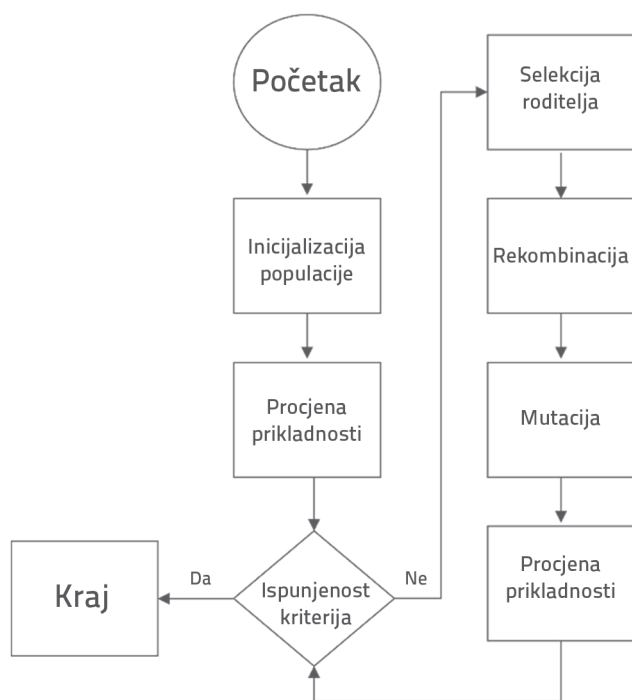 Početak
Inicijalizacija
populacije
Procjena
prikladnosti
Ispunjenost
kriterija
Da
Kraj
Ne
Selekcija
roditelja
Rekombinacija
Mutacija
Procjena
prikladnosti